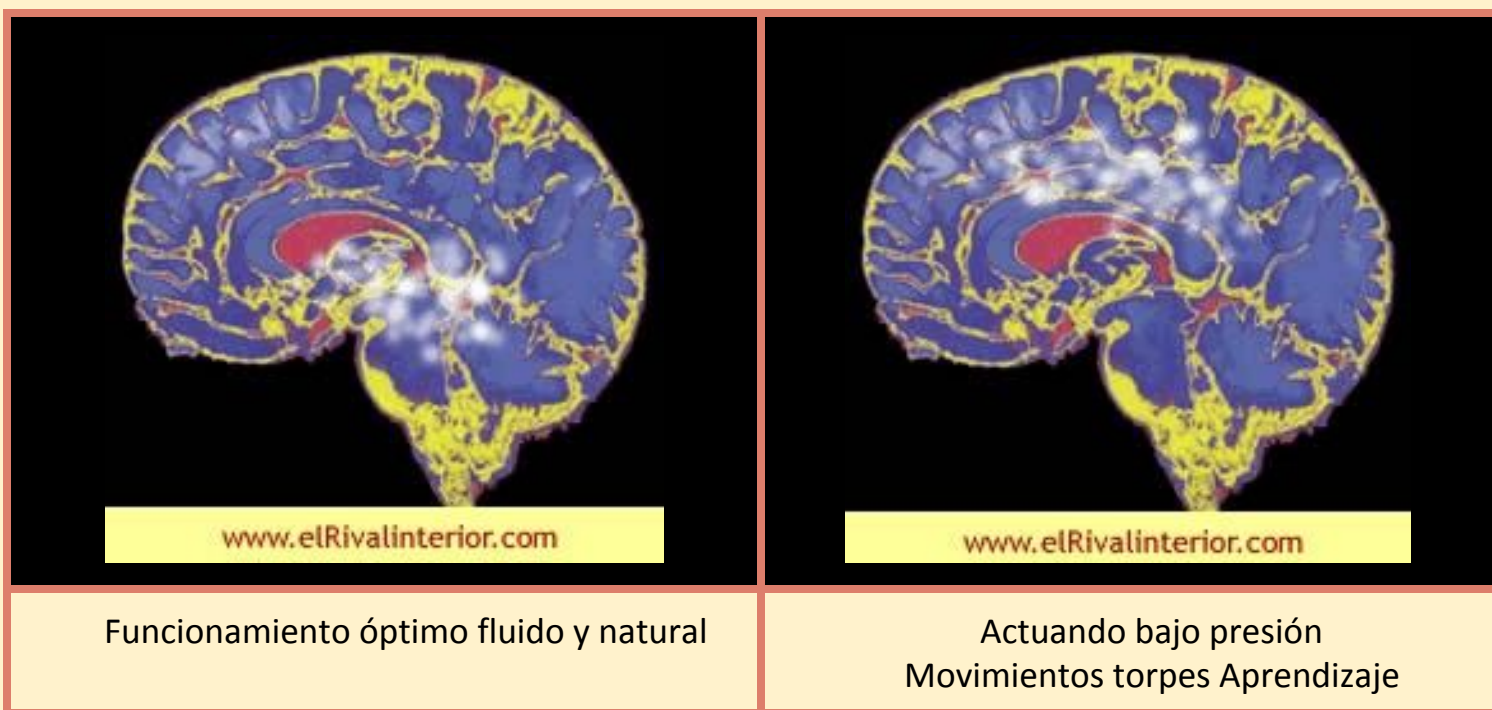 www.elRivalinterior.com
www.elRivalinterior.com
Funcionamiento óptimo fluido y natural
Actuando bajo presión
Movimientos torpes Aprendizaje